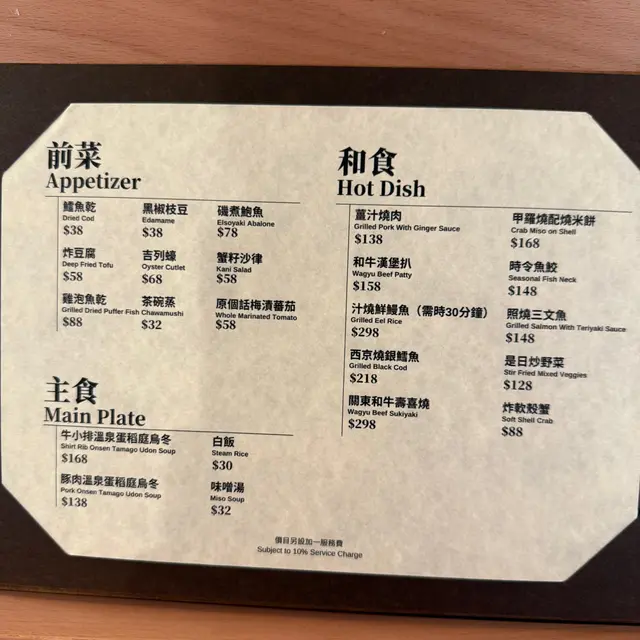 前菜
Appetizer
鱈魚乾
Dried Cod
$38
黑椒枝豆
Edamame
$38
磯煮鮑魚
Elsoyaki Abalone
$78
炸豆腐
Deep Fried Tofu
$58
吉列蠔
Oyster Cutlet
$68
蟹籽沙律
Kani Salad
$58
雞泡魚乾
Grilled Dried Puffer Fish
$88
茶碗蒸
Chawamushi
$32
原個話梅漬蕃茄
Whole Marinated Tomato
$58
主食
Main Plate
牛小排溫泉蛋稻庭烏冬
Shirt Rib Onsen Tamago Udon Soup
$168
白飯
Steam Rice
$30
豚肉溫泉蛋稻庭烏冬
Pork Onsen Tamago Udon Soup
$138
味噌湯
Miso Soup
$32
和食
Hot Dish
薑汁燒肉
Grilled Pork With Ginger Sauce
$138
甲羅燒配燒米餅
Crab Miso on Shell
$168
和牛漢堡扒
Wagyu Beef Patty
$158
時令魚鮫
Seasonal Fish Neck
$148
汁燒鮮鰻魚（需時30分鐘）
Grilled Eel Rice
$298
照燒三文魚
Grilled Salmon With Teriyaki Sauce
$148
西京燒銀鱈魚
Grilled Black Cod
$218
是日炒野菜
Stir Fried Mixed Veggies
$128
關東和牛壽喜燒
Wagyu Beef Sukiyaki
$298
炸軟殼蟹
Soft Shell Crab
$88
價目另設加一服務費
Subject to 10% Service Charge